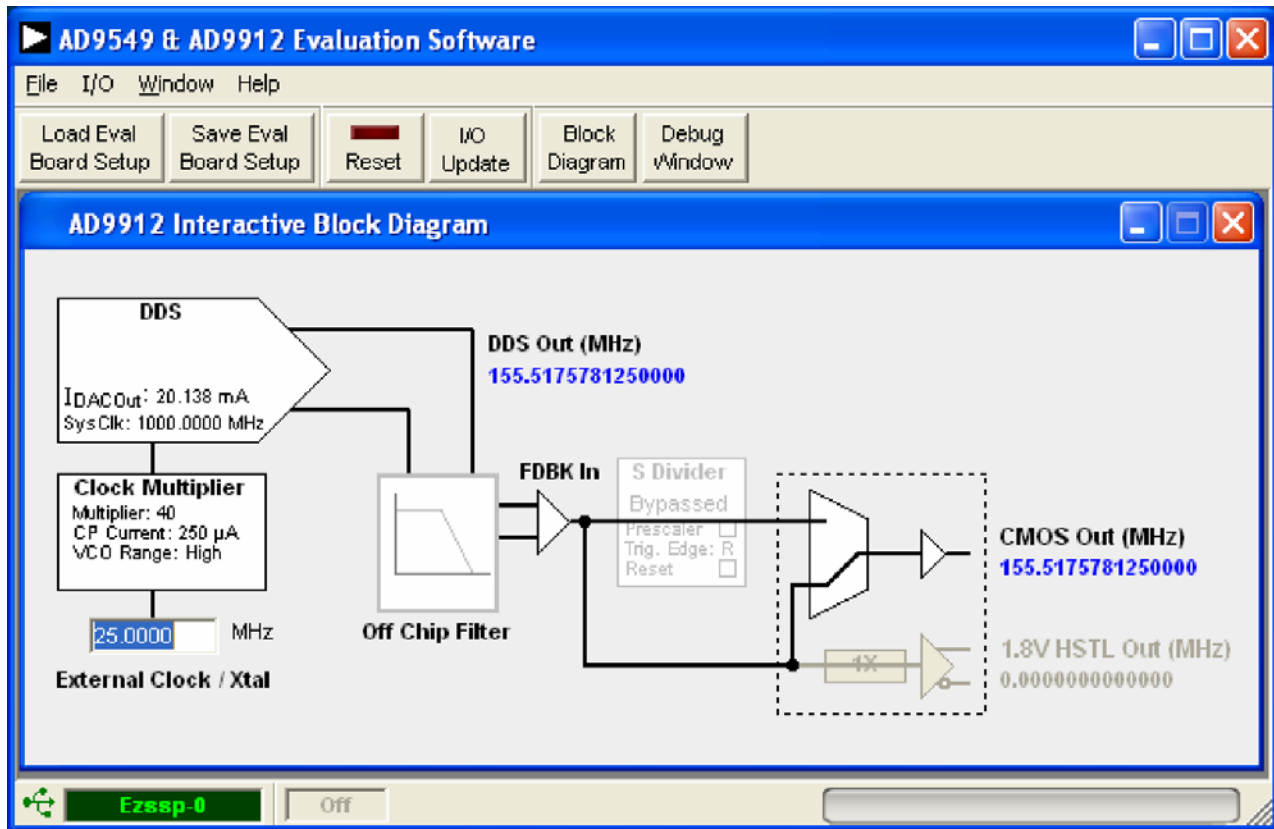 AD9549 & AD9912 Evaluation Software
File I/O Window Help
Load Eval
Board Setup
Save Eval
Board Setup
Reset
I/O
Update
Block
Diagram
Debug
Window
AD9912 Interactive Block Diagram
DDS
IDACOut: 20.138 mA
SysClk: 1000.0000 MHz
DDS Out (MHz)
155.5175781250000
Clock Multiplier
Multiplier: 40
CP Current: 250 µA
VCO Range: High
25.0000 MHz
External Clock / Xtal
Off Chip Filter
FDBK In
S Divider
Bypassed
Prescaler
Trig. Edge: R
Reset
CMOS Out (MHz)
155.5175781250000
1X
1.8V HSTL Out (MHz)
0.0000000000000
Ezssp-0
Off